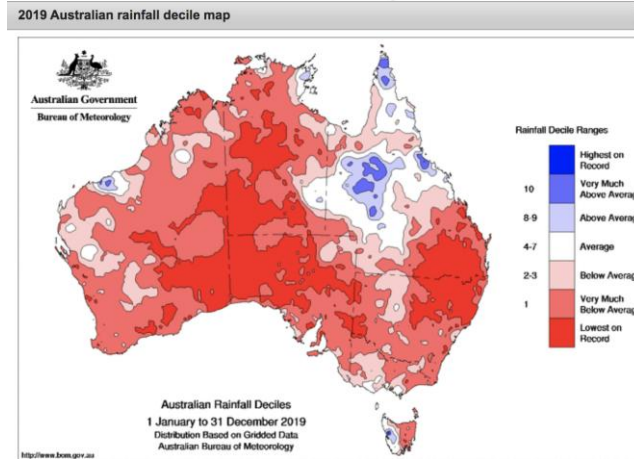 2019 Australian rainfall decile map
Australian Government
Bureau of Meteorology
Rainfall Decile Ranges
Highest on
Record
10
Very Much
Above Averag
8-9
Above Averag
4-7
Average
2-3
Below Averag
1
Very Much
Below Averag
Lowest on
Record
Australian Rainfall Deciles
1 January to 31 December 2019
Distribution Based on Gridded Data
Australian Bureau of Meteorology
http://www.bom.gov.au